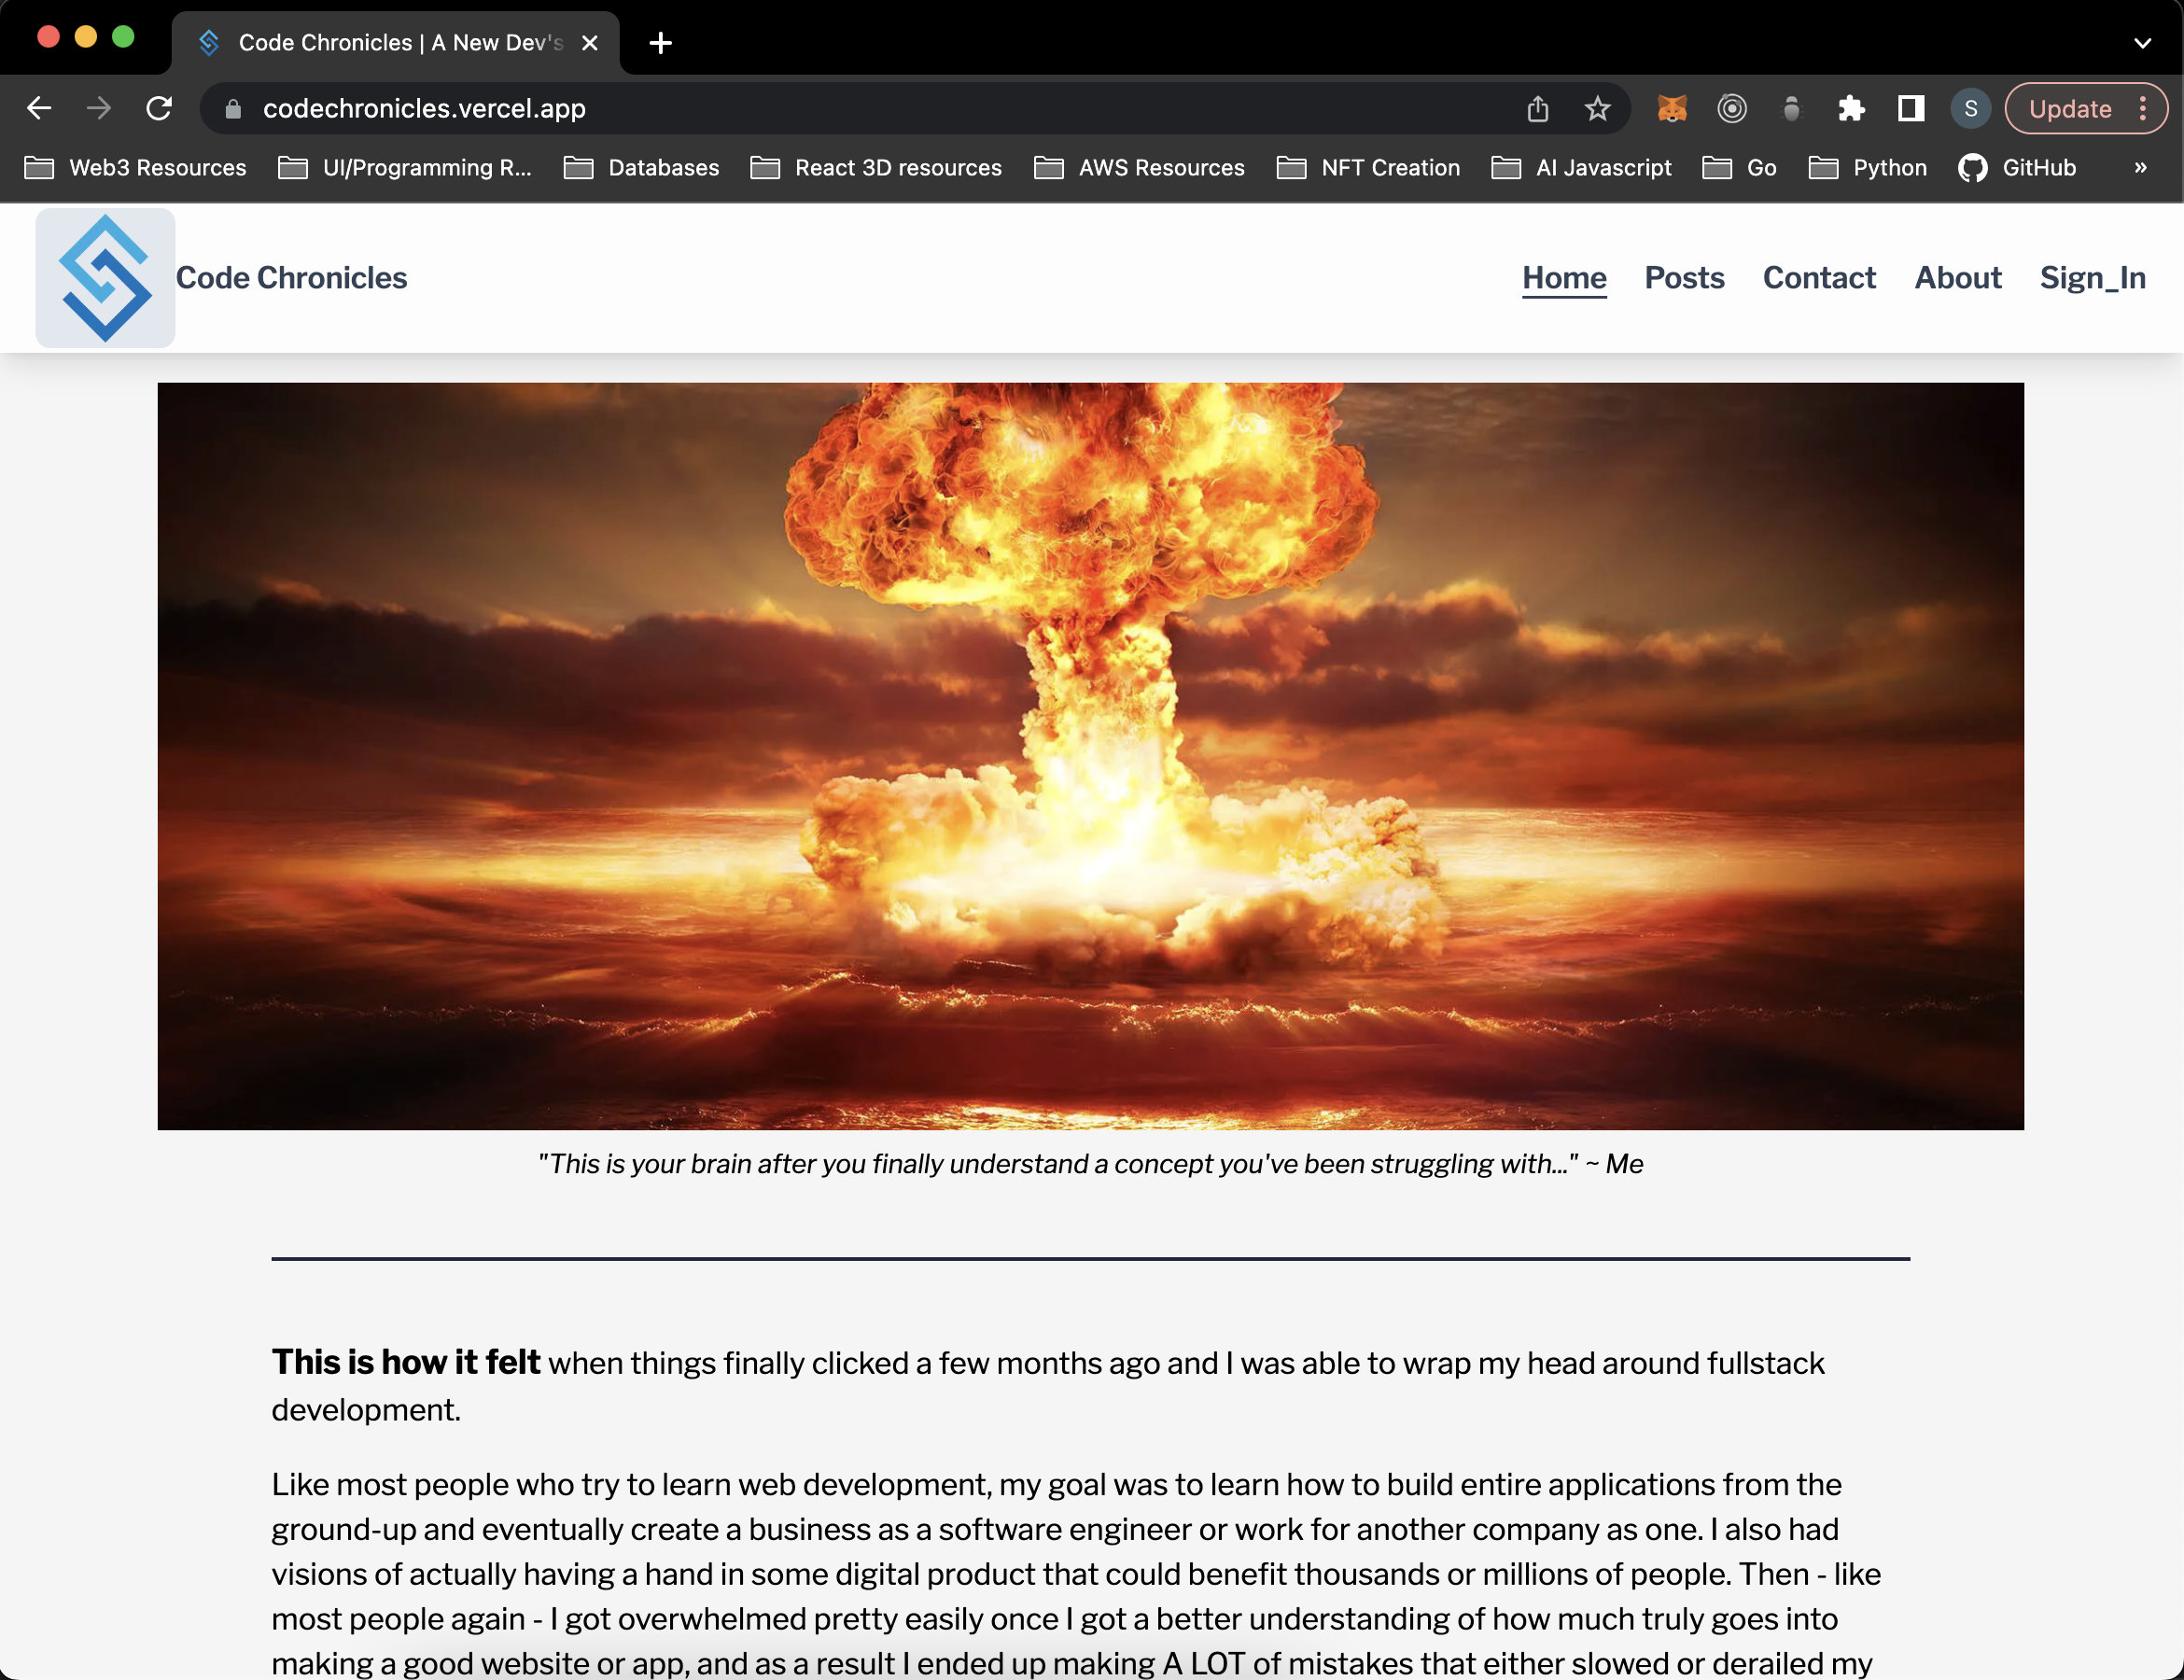 Code Chronicles | A New Dev's
codechronicles.vercel.app
S
Update
Web3 Resources
UI/Programming R...
Databases
React 3D resources
AWS Resources
NFT Creation
AI Javascript
Go
Python
GitHub
»
Code Chronicles
Home
Posts
Contact
About
Sign_In
"This is your brain after you finally understand a concept you've been struggling with..." ~ Me
This is how it felt when things finally clicked a few months ago and I was able to wrap my head around fullstack
development.
Like most people who try to learn web development, my goal was to learn how to build entire applications from the
ground-up and eventually create a business as a software engineer or work for another company as one. I also had
visions of actually having a hand in some digital product that could benefit thousands or millions of people. Then - like
most people again - I got overwhelmed pretty easily once I got a better understanding of how much truly goes into
making a good website or app, and as a result I ended up making A LOT of mistakes that either slowed or derailed my